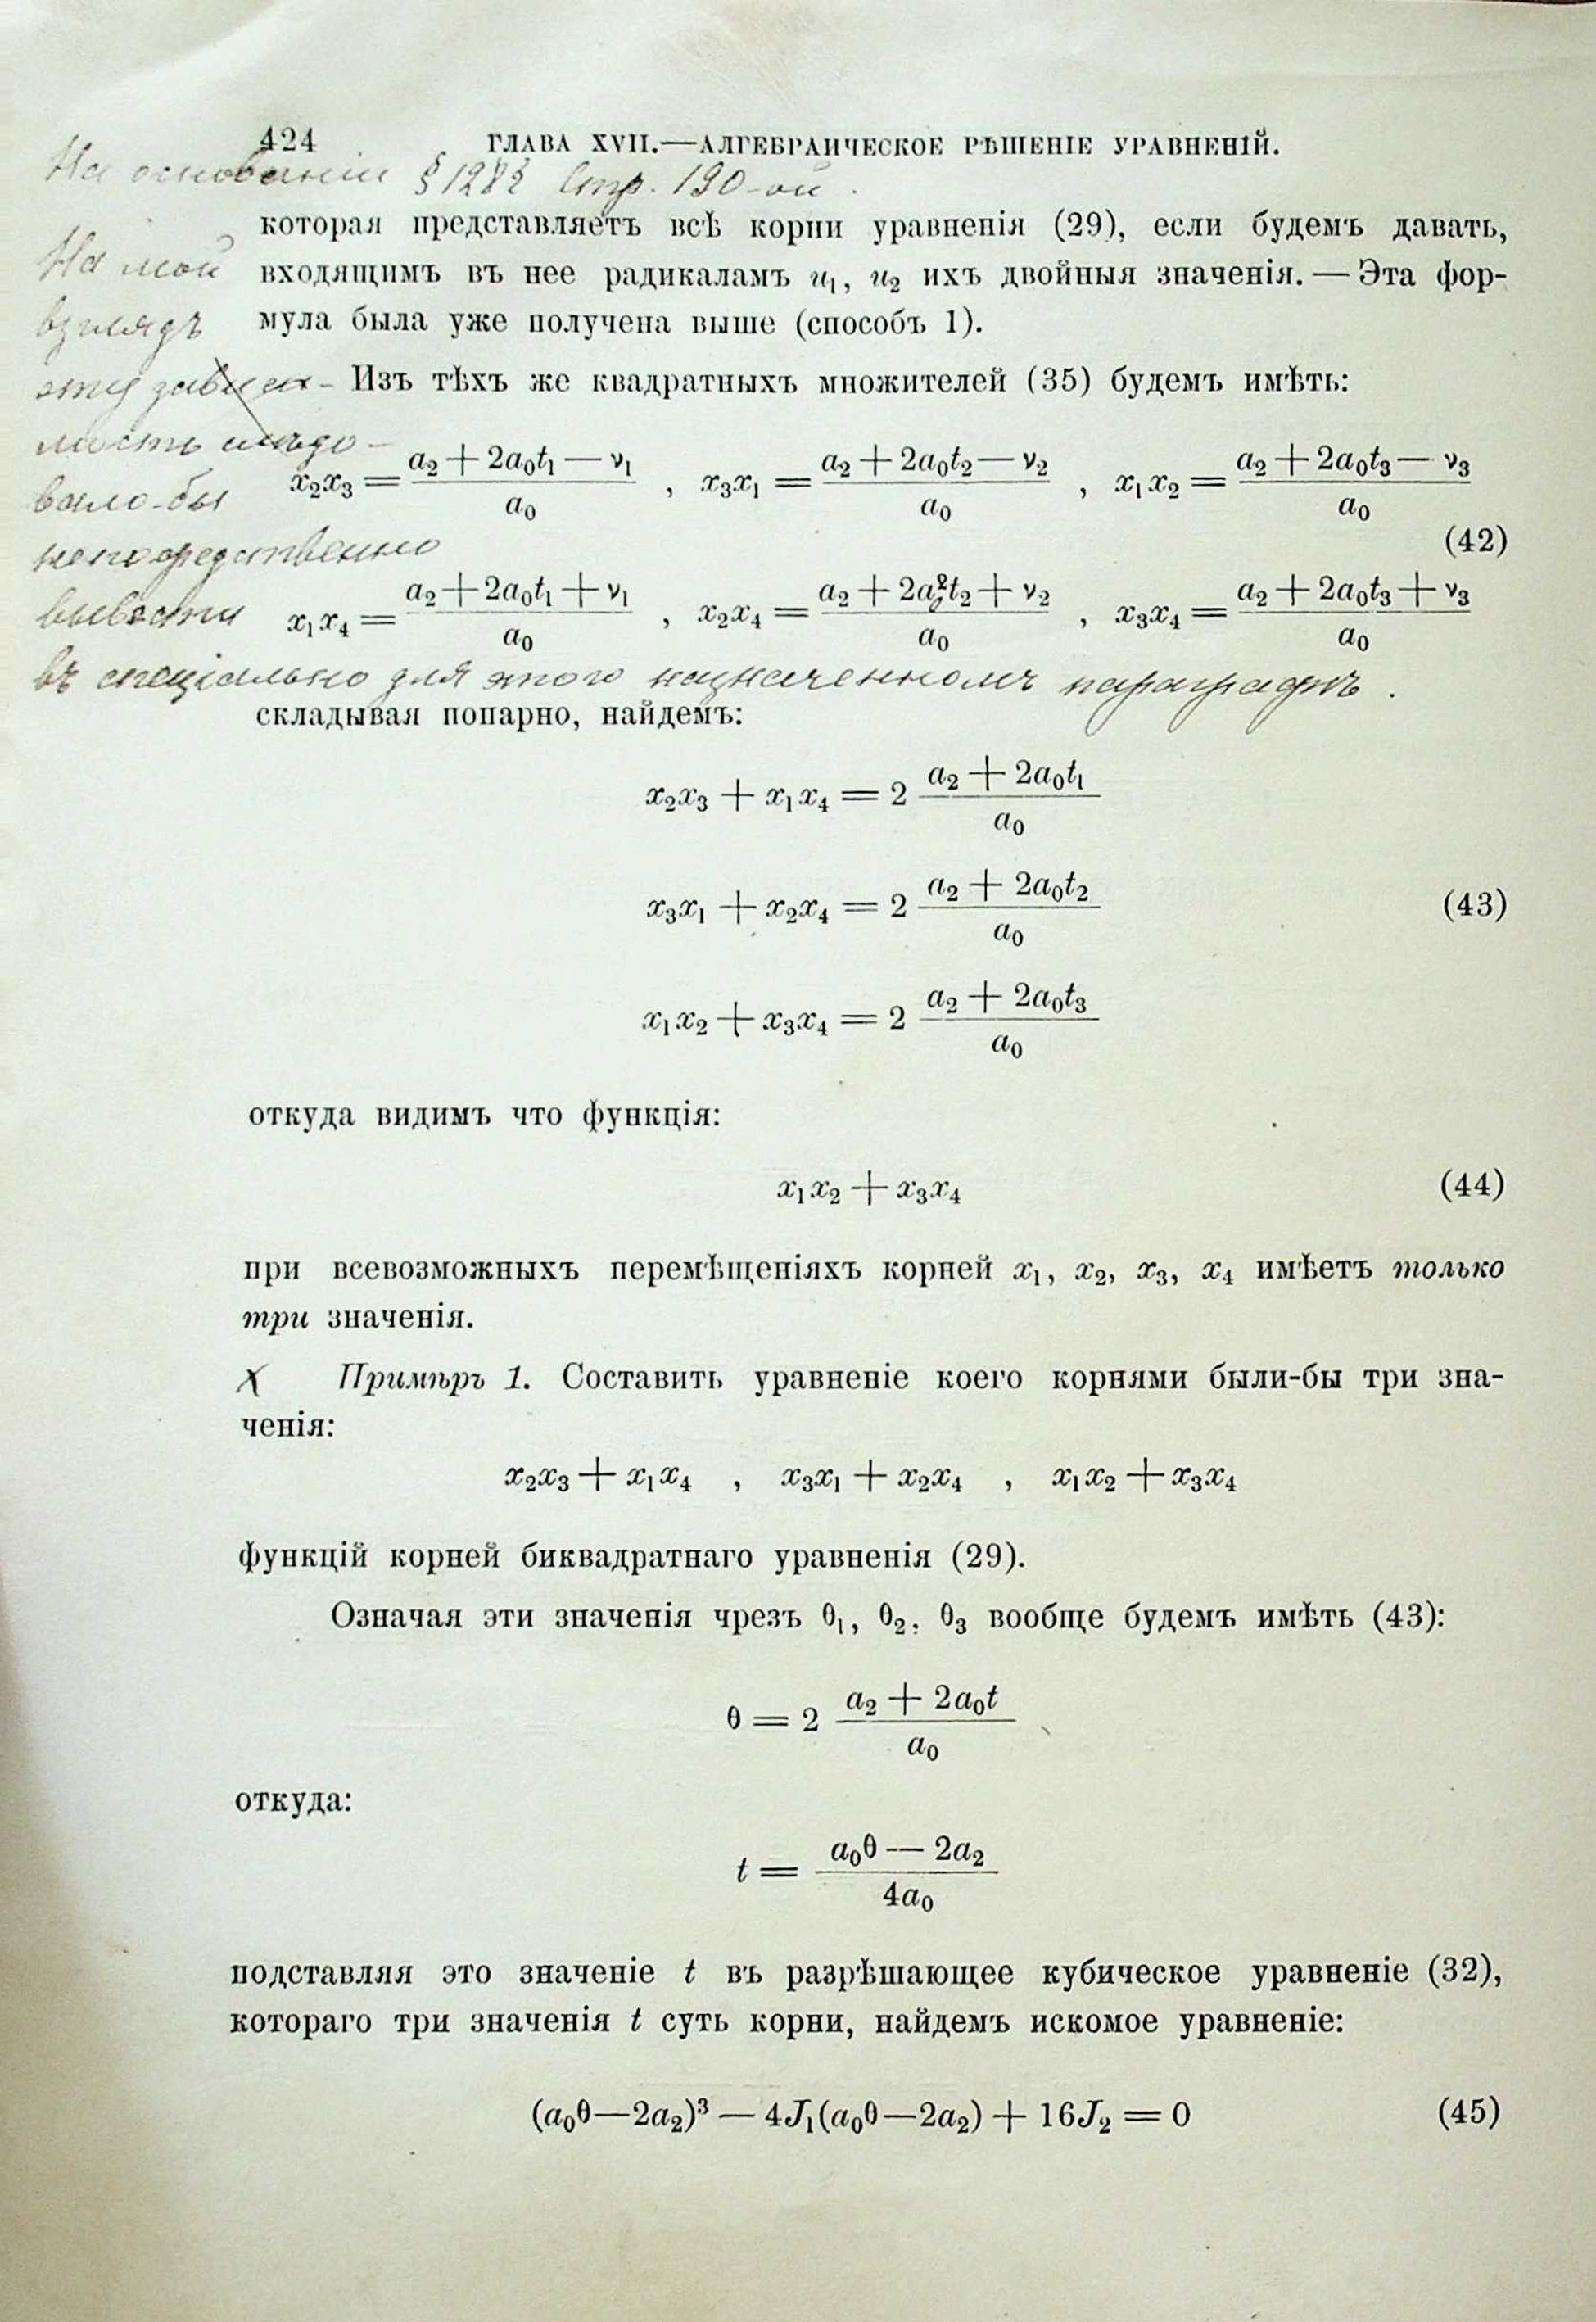 424 ГЛАВА XVII.—АЛГЕБРАИЧЕСКОЕ РѢШЕНІЕ УРАВНЕНІЙ.
На основаніи § 128 Стр. 190-ой.
которая представляетъ всѣ корни уравненія (29), если будемъ давать,
входящимъ въ нее радикаламъ u₁, u₂ ихъ двойныя значенія. — Эта фор-
мула была уже получена выше (способъ 1).
На мой
взглядъ
эту зависи-
мость слѣдо-
вало-бы
непосредственно
вывести
въ спеціально для этого назначенномъ параграфѣ.
Изъ тѣхъ же квадратныхъ множителей (35) будемъ имѣть:
x₂x₃ = (a₂ + 2a₀t₁ — ν₁)/a₀ , x₃x₁ = (a₂ + 2a₀t₂ — ν₂)/a₀ , x₁x₂ = (a₂ + 2a₀t₃ — ν₃)/a₀
(42)
x₁x₄ = (a₂ + 2a₀t₁ + ν₁)/a₀ , x₂x₄ = (a₂ + 2a₀²t₂ + ν₂)/a₀ , x₃x₄ = (a₂ + 2a₀t₃ + ν₃)/a₀
складывая попарно, найдемъ:
x₂x₃ + x₁x₄ = 2 (a₂ + 2a₀t₁)/a₀
x₃x₁ + x₂x₄ = 2 (a₂ + 2a₀t₂)/a₀ (43)
x₁x₂ + x₃x₄ = 2 (a₂ + 2a₀t₃)/a₀
откуда видимъ что функція:
x₁x₂ + x₃x₄ (44)
при всевозможныхъ перемѣщеніяхъ корней x₁, x₂, x₃, x₄ имѣетъ только
три значенія.
X Примѣръ 1. Составить уравненіе коего корнями были-бы три зна-
ченія:
x₂x₃ + x₁x₄ , x₃x₁ + x₂x₄ , x₁x₂ + x₃x₄
функцій корней биквадратнаго уравненія (29).
Означая эти значенія чрезъ θ₁, θ₂, θ₃ вообще будемъ имѣть (43):
θ = 2 (a₂ + 2a₀t)/a₀
откуда:
t = (a₀θ — 2a₂)/4a₀
подставляя это значеніе t въ разрѣшающее кубическое уравненіе (32),
котораго три значенія t суть корни, найдемъ искомое уравненіе:
(a₀θ—2a₂)³ — 4J₁(a₀θ—2a₂) + 16J₂ = 0 (45)